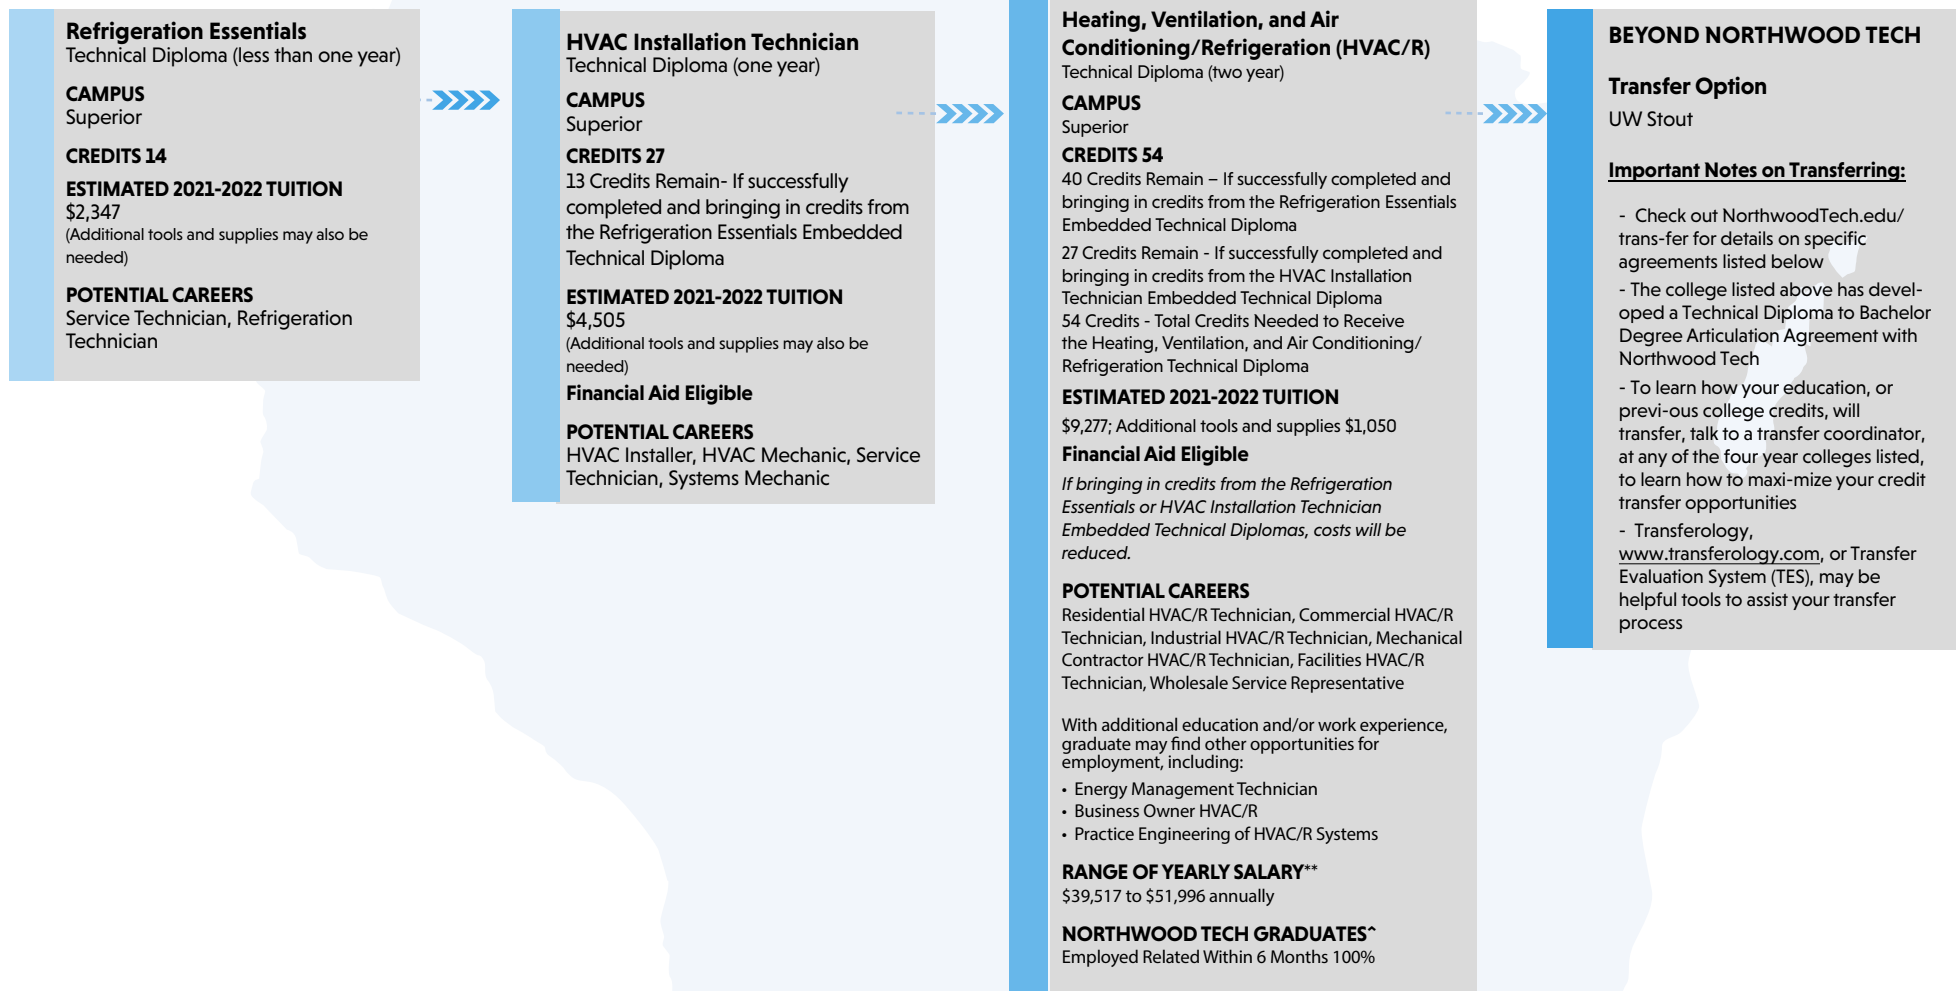 Refrigeration Essentials
Technical Diploma (less than one year)
CAMPUS
Superior
CREDITS 14
ESTIMATED 2021-2022 TUITION
$2,347
(Additional tools and supplies may also be
needed)
POTENTIAL CAREERS
Service Technician, Refrigeration
Technician
HVAC Installation Technician
Technical Diploma (one year)
CAMPUS
Superior
CREDITS 27
13 Credits Remain- If successfully
completed and bringing in credits from
the Refrigeration Essentials Embedded
Technical Diploma
ESTIMATED 2021-2022 TUITION
$4,505
(Additional tools and supplies may also be
needed)
Financial Aid Eligible
POTENTIAL CAREERS
HVAC Installer, HVAC Mechanic, Service
Technician, Systems Mechanic
Heating, Ventilation, and Air
Conditioning/Refrigeration (HVAC/R)
Technical Diploma (two year)
CAMPUS
Superior
CREDITS 54
40 Credits Remain – If successfully completed and
bringing in credits from the Refrigeration Essentials
Embedded Technical Diploma
27 Credits Remain - If successfully completed and
bringing in credits from the HVAC Installation
Technician Embedded Technical Diploma
54 Credits - Total Credits Needed to Receive
the Heating, Ventilation, and Air Conditioning/
Refrigeration Technical Diploma
ESTIMATED 2021-2022 TUITION
$9,277; Additional tools and supplies $1,050
Financial Aid Eligible
If bringing in credits from the Refrigeration
Essentials or HVAC Installation Technician
Embedded Technical Diplomas, costs will be
reduced.
POTENTIAL CAREERS
Residential HVAC/R Technician, Commercial HVAC/R
Technician, Industrial HVAC/R Technician, Mechanical
Contractor HVAC/R Technician, Facilities HVAC/R
Technician, Wholesale Service Representative
With additional education and/or work experience,
graduate may find other opportunities for
employment, including:
• Energy Management Technician
• Business Owner HVAC/R
• Practice Engineering of HVAC/R Systems
RANGE OF YEARLY SALARY**
$39,517 to $51,996 annually
NORTHWOOD TECH GRADUATES^
Employed Related Within 6 Months 100%
BEYOND NORTHWOOD TECH
Transfer Option
UW Stout
Important Notes on Transferring:
- Check out NorthwoodTech.edu/
trans-fer for details on specific
agreements listed below
- The college listed above has devel-
oped a Technical Diploma to Bachelor
Degree Articulation Agreement with
Northwood Tech
- To learn how your education, or
previ-ous college credits, will
transfer, talk to a transfer coordinator,
at any of the four year colleges listed,
to learn how to maxi-mize your credit
transfer opportunities
- Transferology,
www.transferology.com, or Transfer
Evaluation System (TES), may be
helpful tools to assist your transfer
process